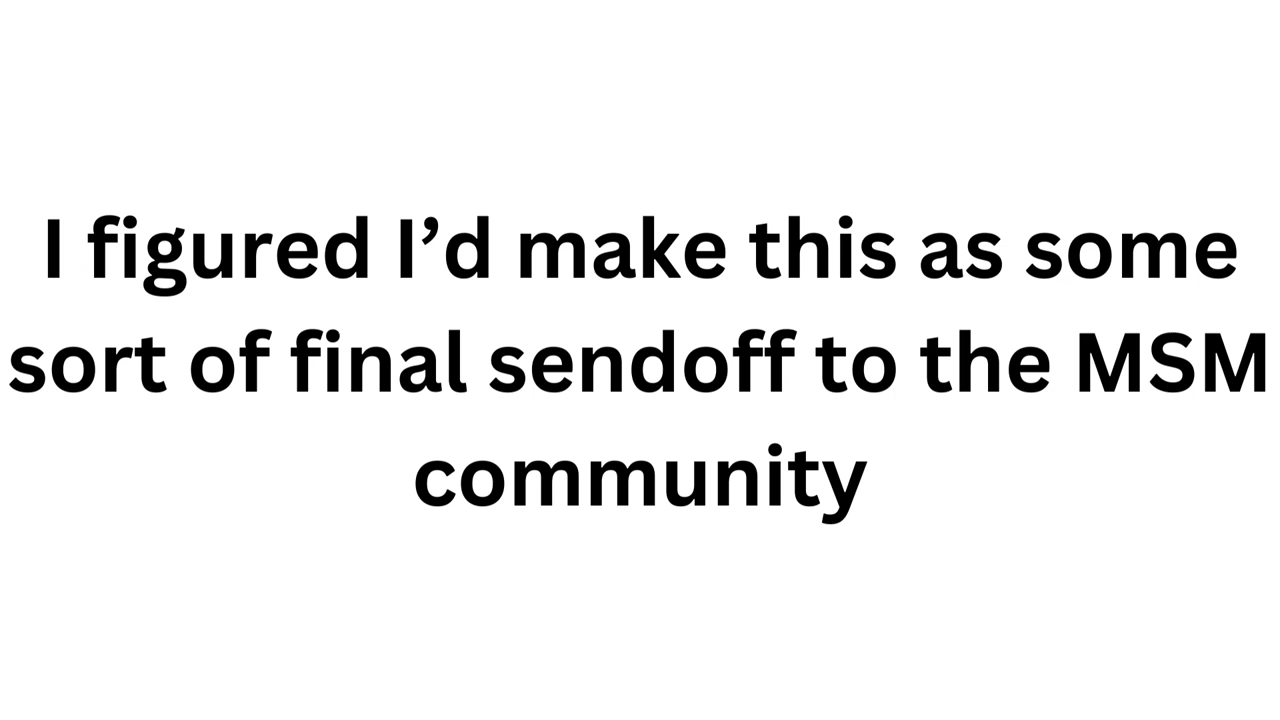 I figured I’d make this as some
sort of final sendoff to the MSM
community